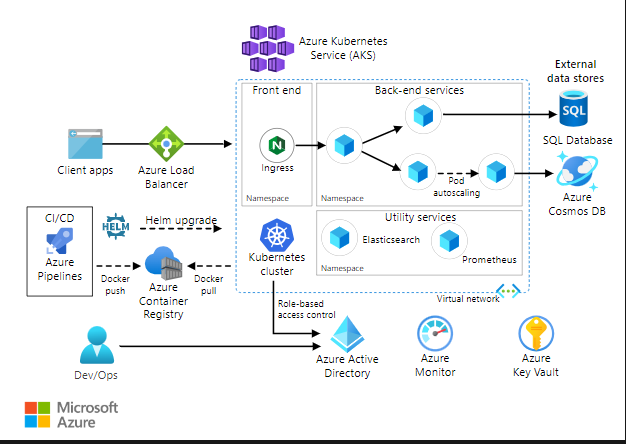 Azure Kubernetes
Service (AKS)
External
data stores
Front end
Back-end services
SQL
SQL Database
Client apps
Azure Load
Balancer
N
Ingress
Pod
autoscaling
Namespace
Namespace
Azure
Cosmos DB
CI/CD
Azure
Pipelines
HELM
Helm upgrade
Docker
push
Azure
Container
Registry
Docker
pull
Kubernetes
cluster
Utility services
Elasticsearch
Prometheus
Namespace
Virtual network
Role-based
access control
Dev/Ops
Azure Active
Directory
Azure
Monitor
Azure
Key Vault
Microsoft
Azure